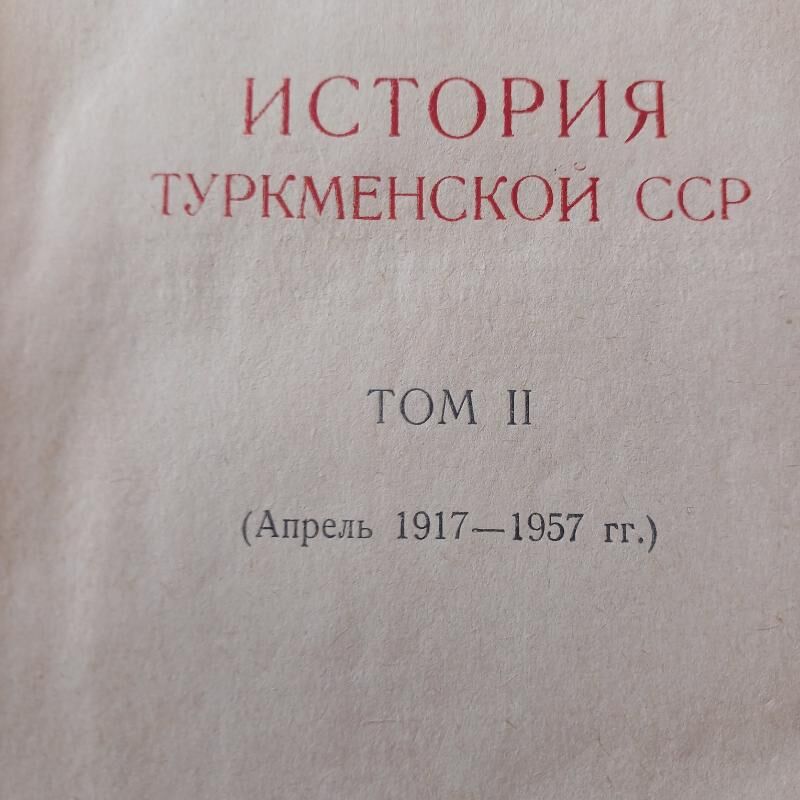 ИСТОРИЯ
ТУРКМЕНСКОЙ ССР
ТОМ II
(Апрель 1917—1957 гг.)